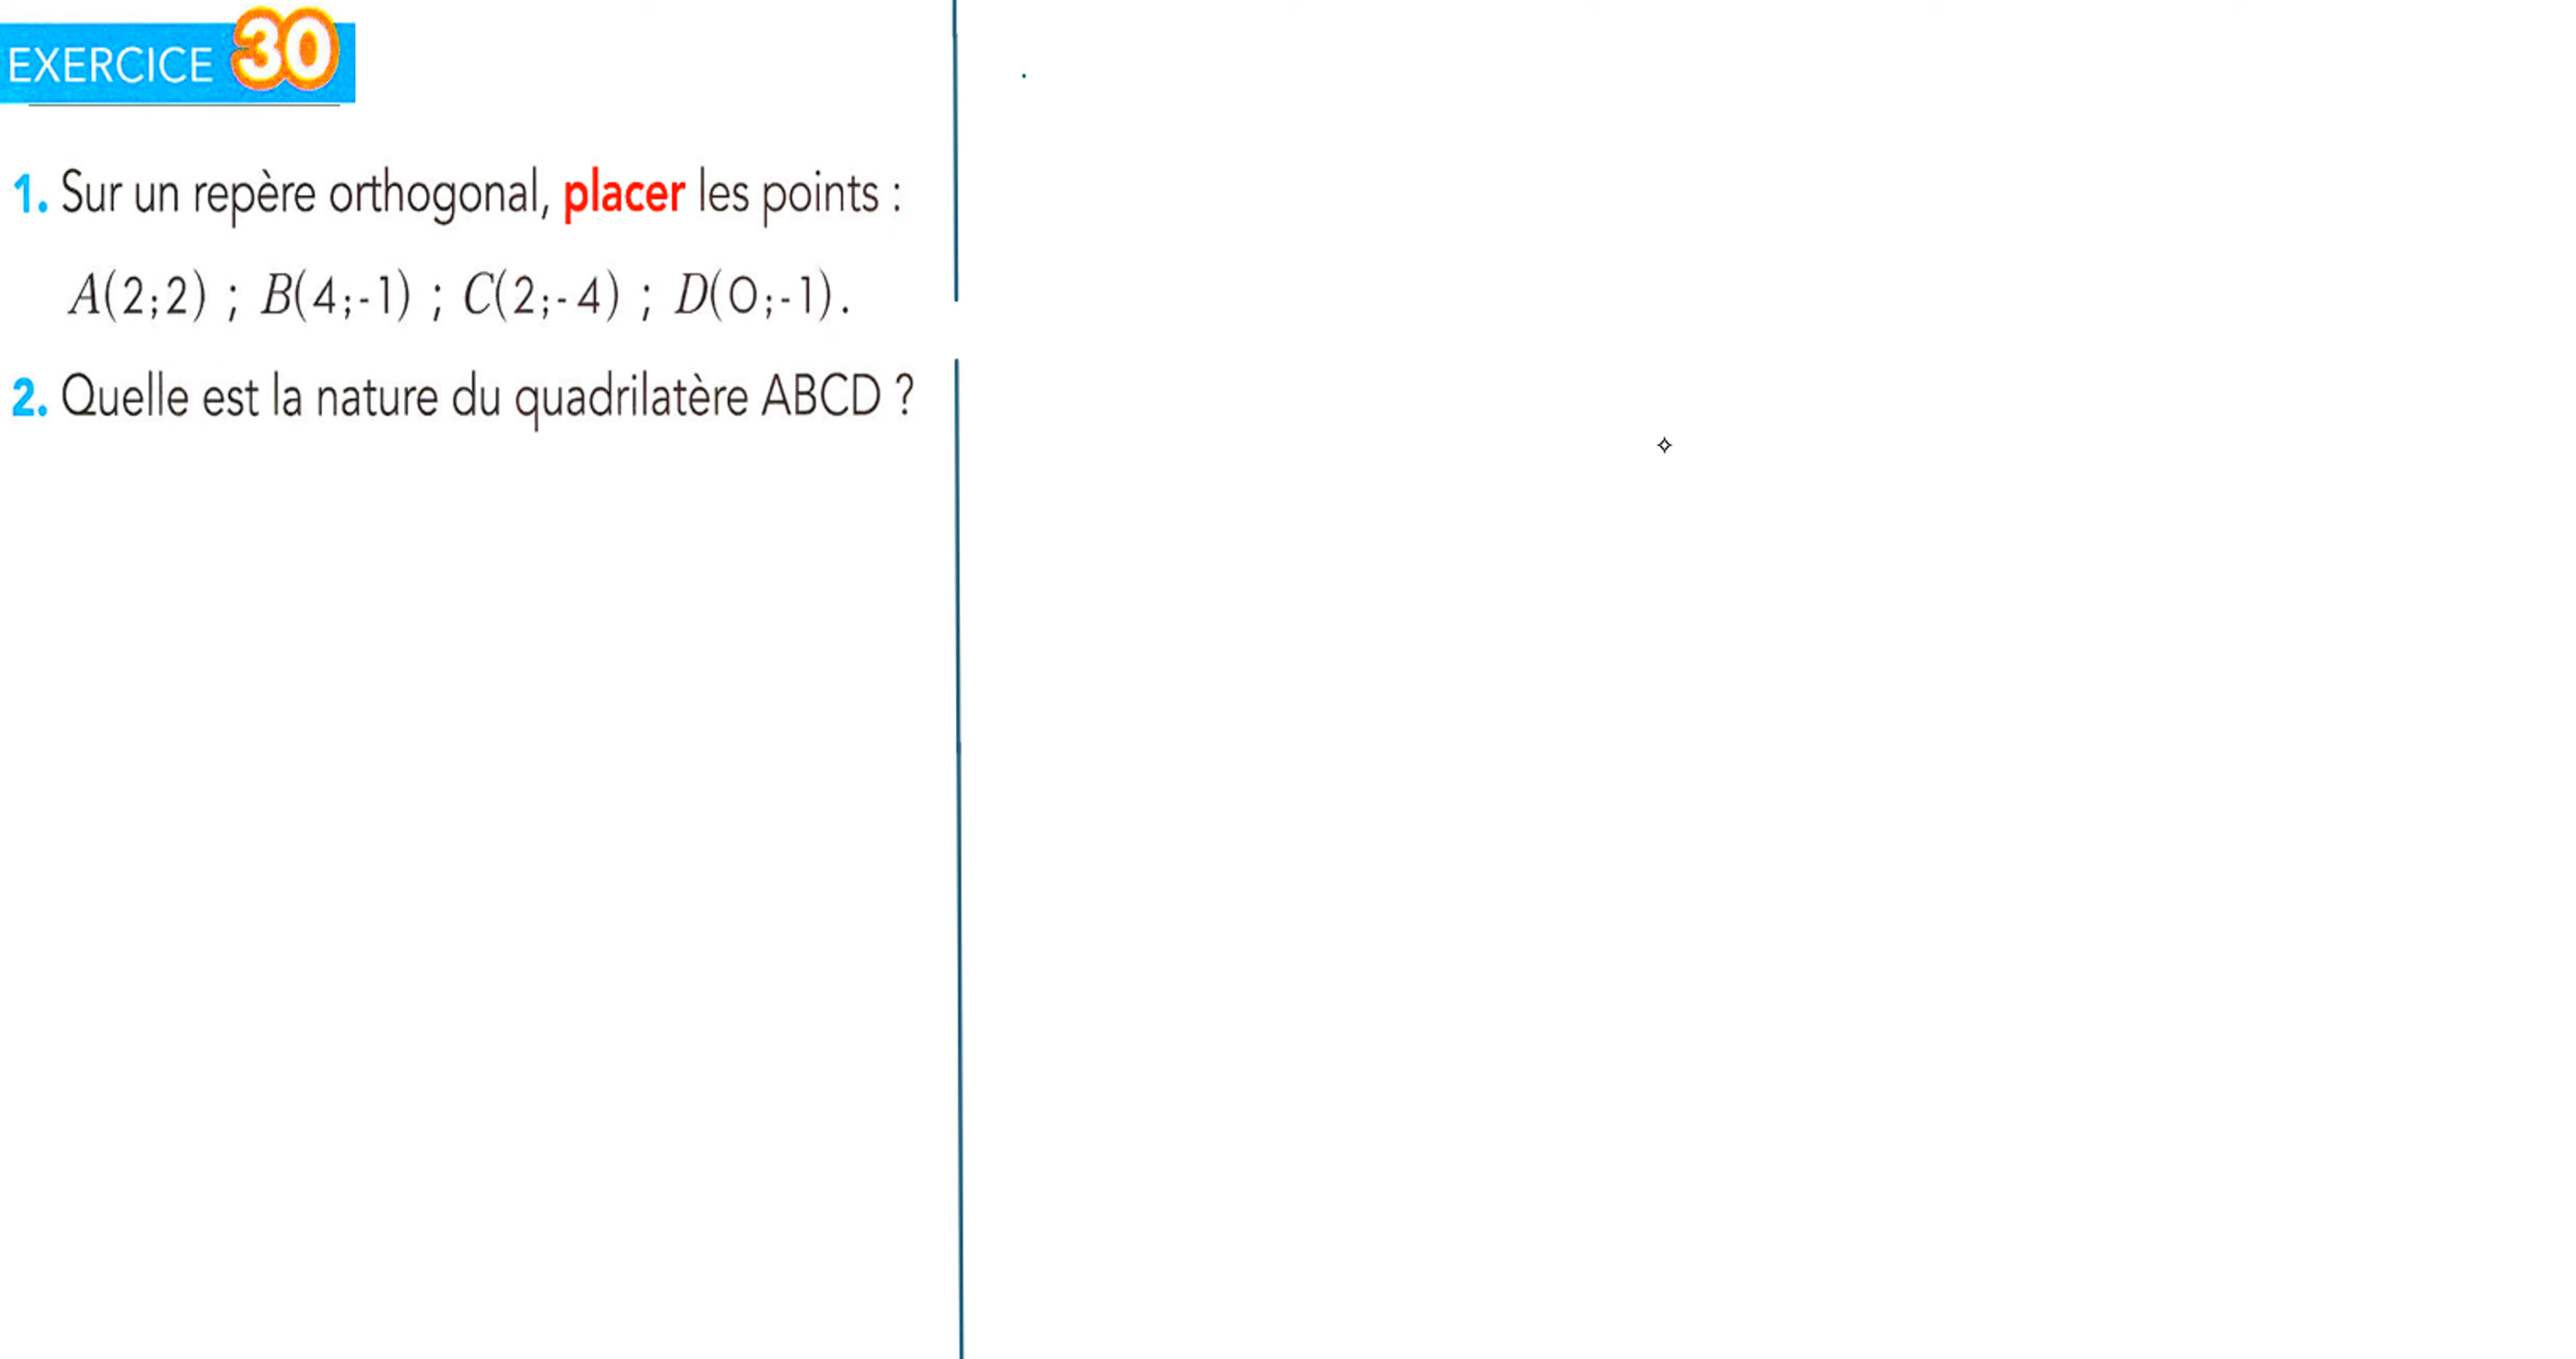 EXERCICE 30
1. Sur un repère orthogonal, placer les points :
A(2;2) ; B(4;-1) ; C(2;-4) ; D(0;-1).
2. Quelle est la nature du quadrilatère ABCD ?